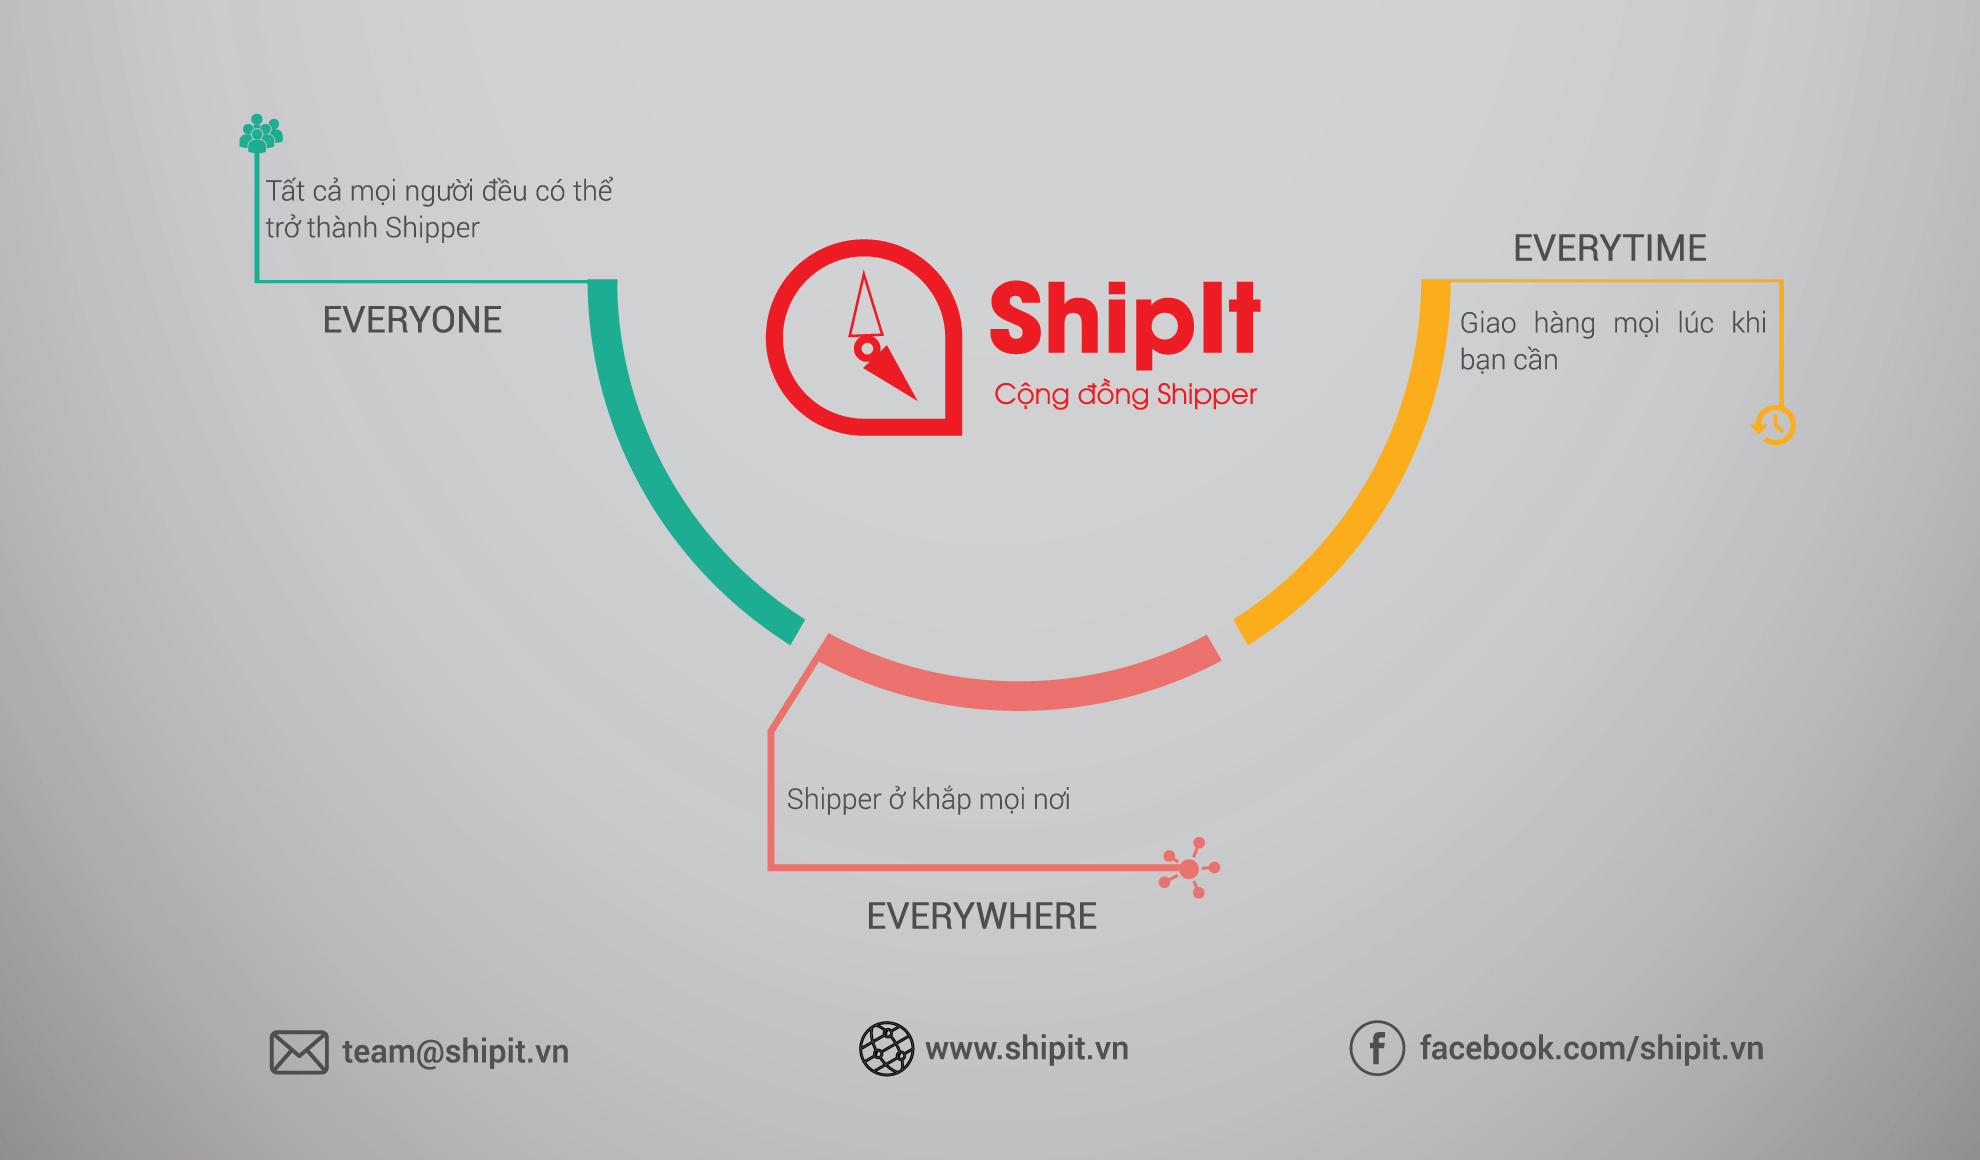 Tất cả mọi người đều có thể
trở thành Shipper
EVERYONE
ShipIt
Cộng đồng Shipper
EVERYTIME
Giao hàng mọi lúc khi
bạn cần
Shipper ở khắp mọi nơi
EVERYWHERE
team@shipit.vn
www.shipit.vn
facebook.com/shipit.vn